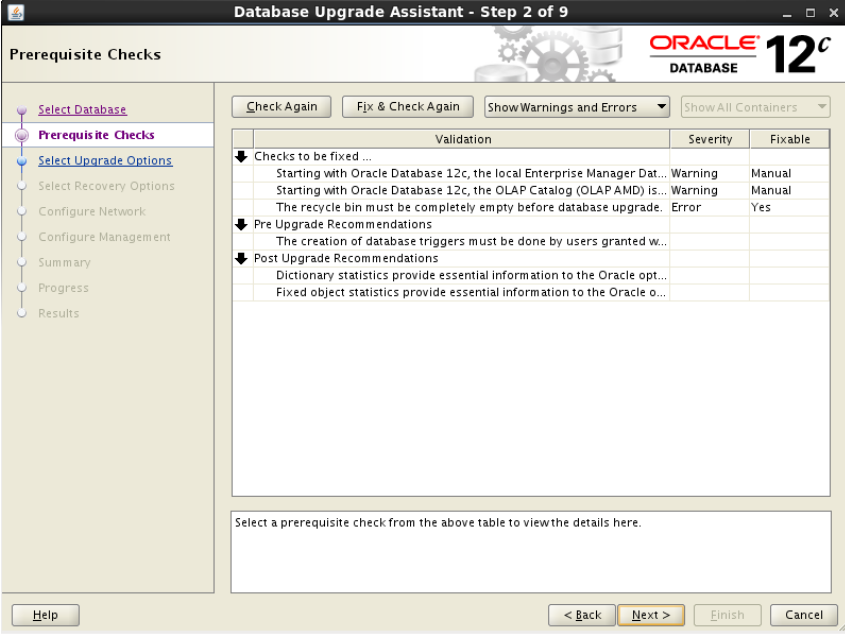 Database Upgrade Assistant - Step 2 of 9
Prerequisite Checks
ORACLE
DATABASE
12c
Select Database
Prerequisite Checks
Select Upgrade Options
Select Recovery Options
Configure Network
Configure Management
Summary
Progress
Results
Check Again Fix & Check Again Show Warnings and Errors Show All Containers
Validation Severity Fixable
Checks to be fixed ...
Starting with Oracle Database 12c, the local Enterprise Manager Dat... Warning Manual
Starting with Oracle Database 12c, the OLAP Catalog (OLAP AMD) is... Warning Manual
The recycle bin must be completely empty before database upgrade. Error Yes
Pre Upgrade Recommendations
The creation of database triggers must be done by users granted w...
Post Upgrade Recommendations
Dictionary statistics provide essential information to the Oracle opt...
Fixed object statistics provide essential information to the Oracle o...
Select a prerequisite check from the above table to view the details here.
Help < Back Next > Finish Cancel